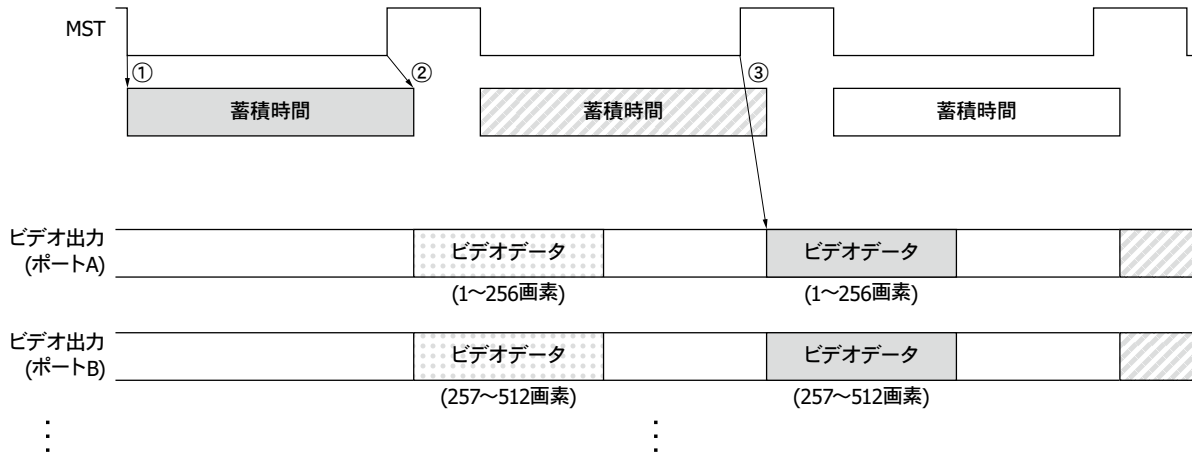 MST
①
②
③
蓄積時間
蓄積時間
蓄積時間
ビデオ出力
(ポートA)
ビデオデータ
ビデオデータ
(1～256画素)
(1～256画素)
ビデオ出力
(ポートB)
ビデオデータ
ビデオデータ
(257～512画素)
(257～512画素)